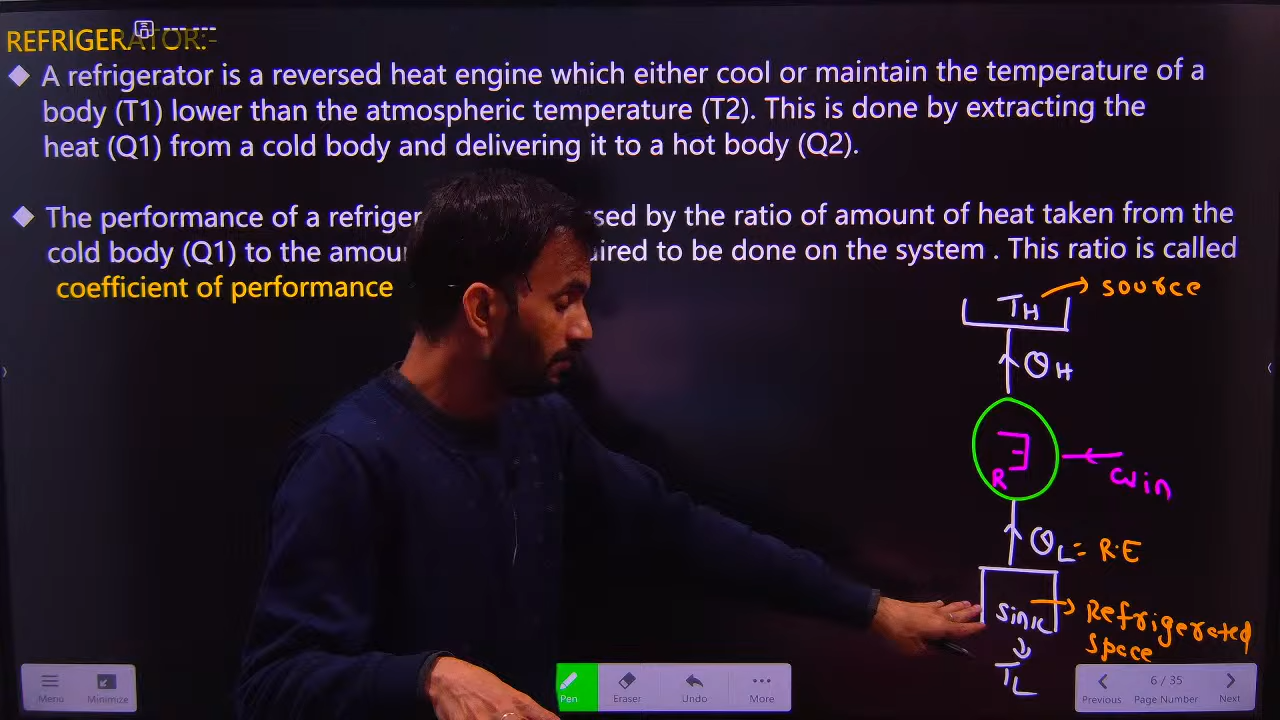 REFRIGERATOR:-
◆ A refrigerator is a reversed heat engine which either cool or maintain the temperature of a
body (T1) lower than the atmospheric temperature (T2). This is done by extracting the
heat (Q1) from a cold body and delivering it to a hot body (Q2).
◆ The performance of a by the ratio of amount of heat taken from the
cold body (Q1) to the to be done on the system . This ratio is called
coefficient of performance
TH → source
QH
E
R
Win
QL = R.E
Sink → Refrigerated
space
TL
Menu
Minimize
Pen
Eraser
Undo
More
Previous
6 / 35
Page Number
Next